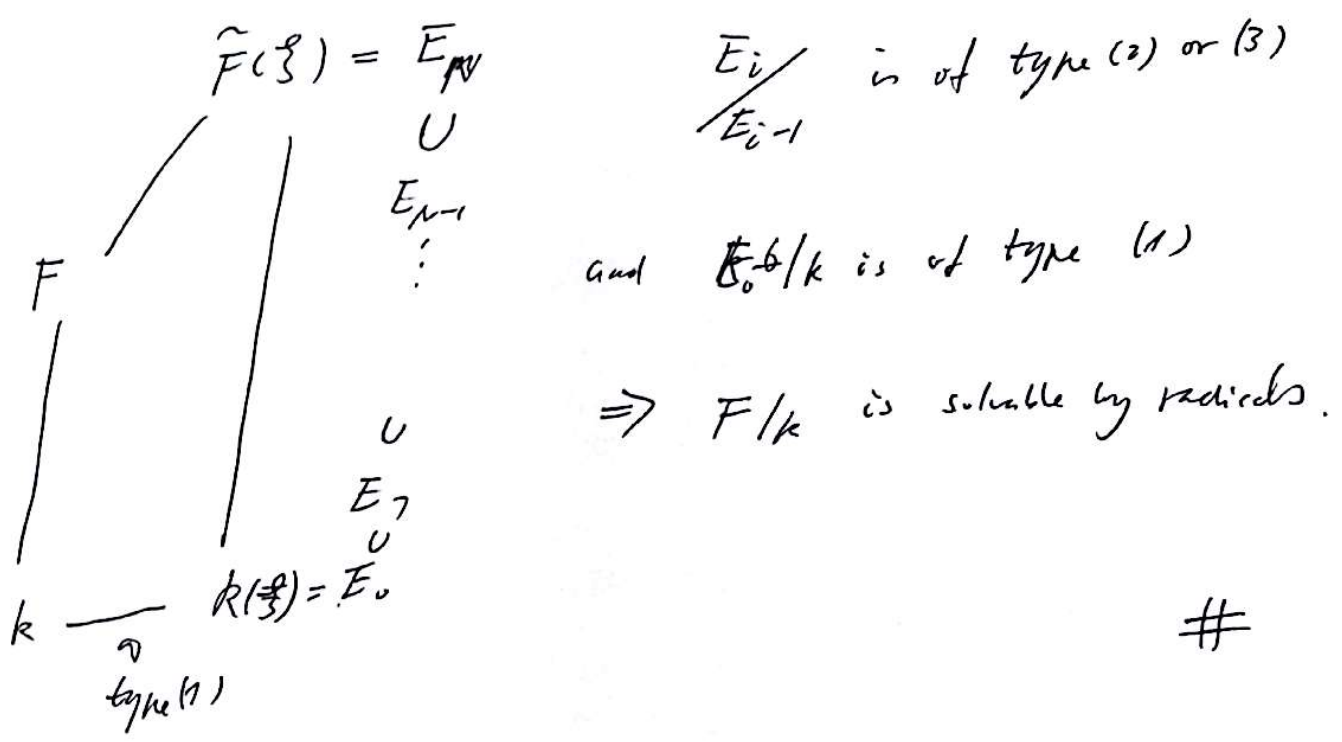 F̃(ξ) = E_N
∪
E_{N-1}
⋮
∪
E_1
∪
k(ξ) = E_0
F
k
type (1)
E_i / E_{i-1} is of type (2) or (3)
and E_0/k is of type (1)
⇒ F/k is solvable by radicals.
#